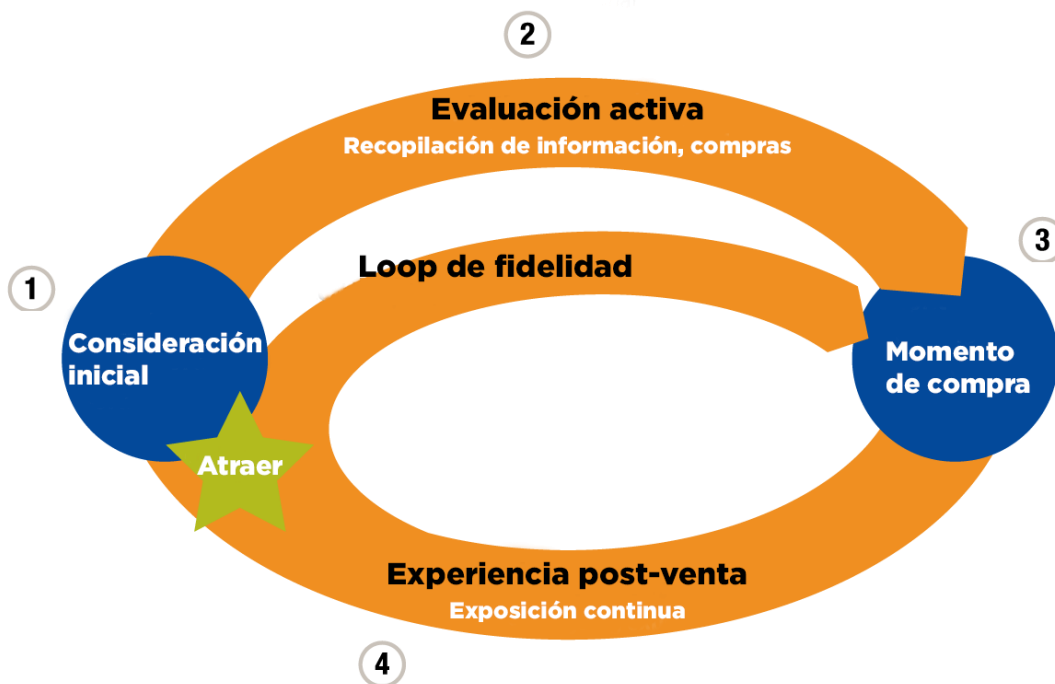 2
Evaluación activa
Recopilación de información, compras
3
Loop de fidelidad
1
Consideración
inicial
Momento
de compra
Atraer
Experiencia post-venta
Exposición continua
4